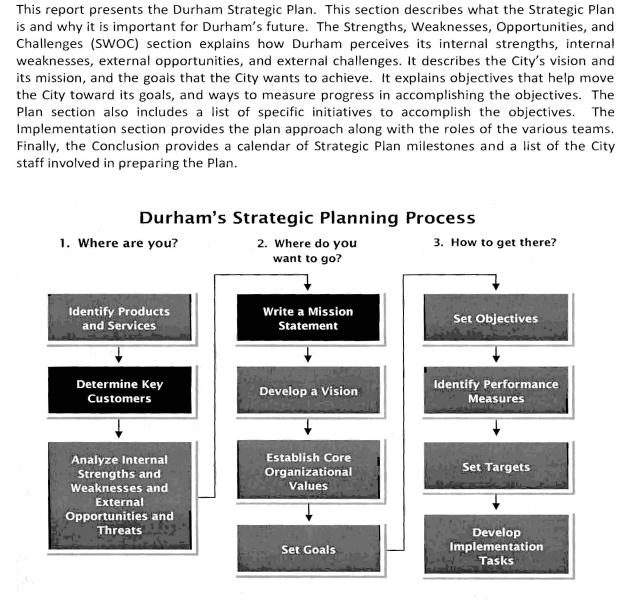 This report presents the Durham Strategic Plan.  This section describes what the Strategic Plan
is and why it is important for Durham's future.  The Strengths, Weaknesses, Opportunities, and
Challenges (SWOC) section explains how Durham perceives its internal strengths, internal
weaknesses, external opportunities, and external challenges. It describes the City's vision and
its mission, and the goals that the City wants to achieve.  It explains objectives that help move
the City toward its goals, and ways to measure progress in accomplishing the objectives.  The
Plan section also includes a list of specific initiatives to accomplish the objectives.  The
Implementation section provides the plan approach along with the roles of the various teams.
Finally, the Conclusion provides a calendar of Strategic Plan milestones and a list of the City
staff involved in preparing the Plan.
Durham's Strategic Planning Process
1. Where are you?
Identify Products
and Services
Determine Key
Customers
Analyze Internal
Strengths and
Weaknesses and
External
Opportunities and
Threats
2. Where do you
want to go?
Write a Mission
Statement
Develop a Vision
Establish Core
Organizational
Values
Set Goals
3. How to get there?
Set Objectives
Identify Performance
Measures
Set Targets
Develop
Implementation
Tasks